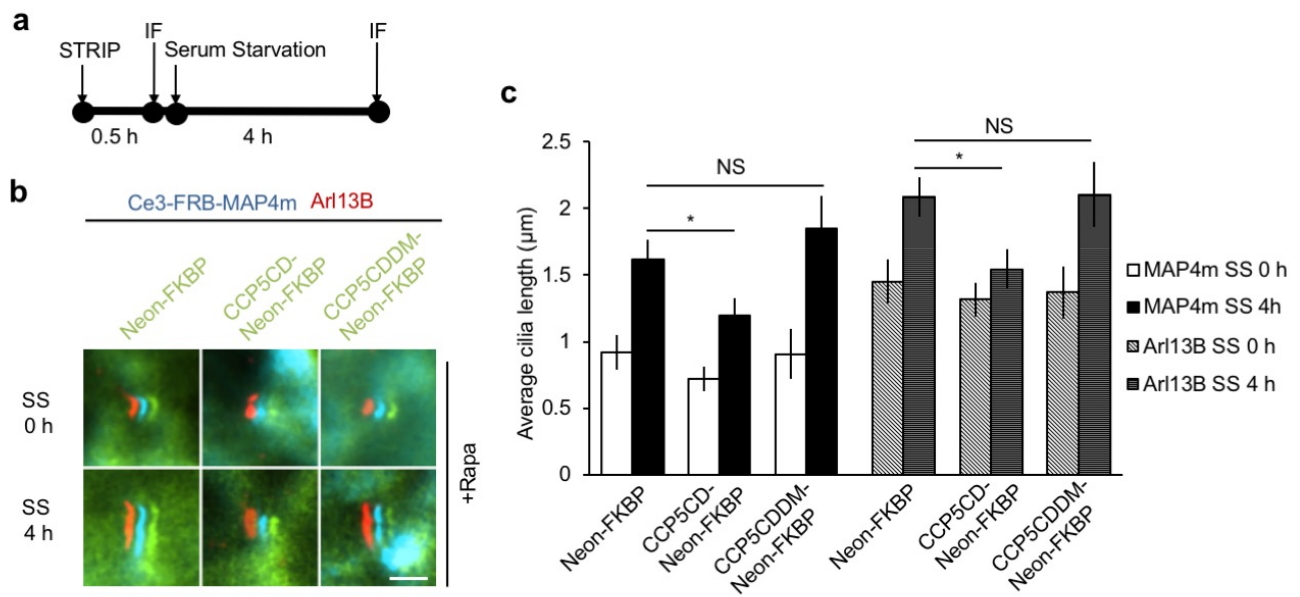 a
STRIP
IF
Serum Starvation
IF
0.5 h
4 h
b
Ce3-FRB-MAP4m Arl13B
Neon-FKBP
CCP5CD-
Neon-FKBP
CCP5CDDM-
Neon-FKBP
SS
0 h
SS
4 h
+Rapa
c
Average cilia length (μm)
2.5
2
1.5
1
0.5
0
NS
*
NS
*
Neon-FKBP
CCP5CD-
Neon-FKBP
CCP5CDDM-
Neon-FKBP
Neon-FKBP
CCP5CD-
Neon-FKBP
CCP5CDDM-
Neon-FKBP
MAP4m SS 0 h
MAP4m SS 4h
Arl13B SS 0 h
Arl13B SS 4 h